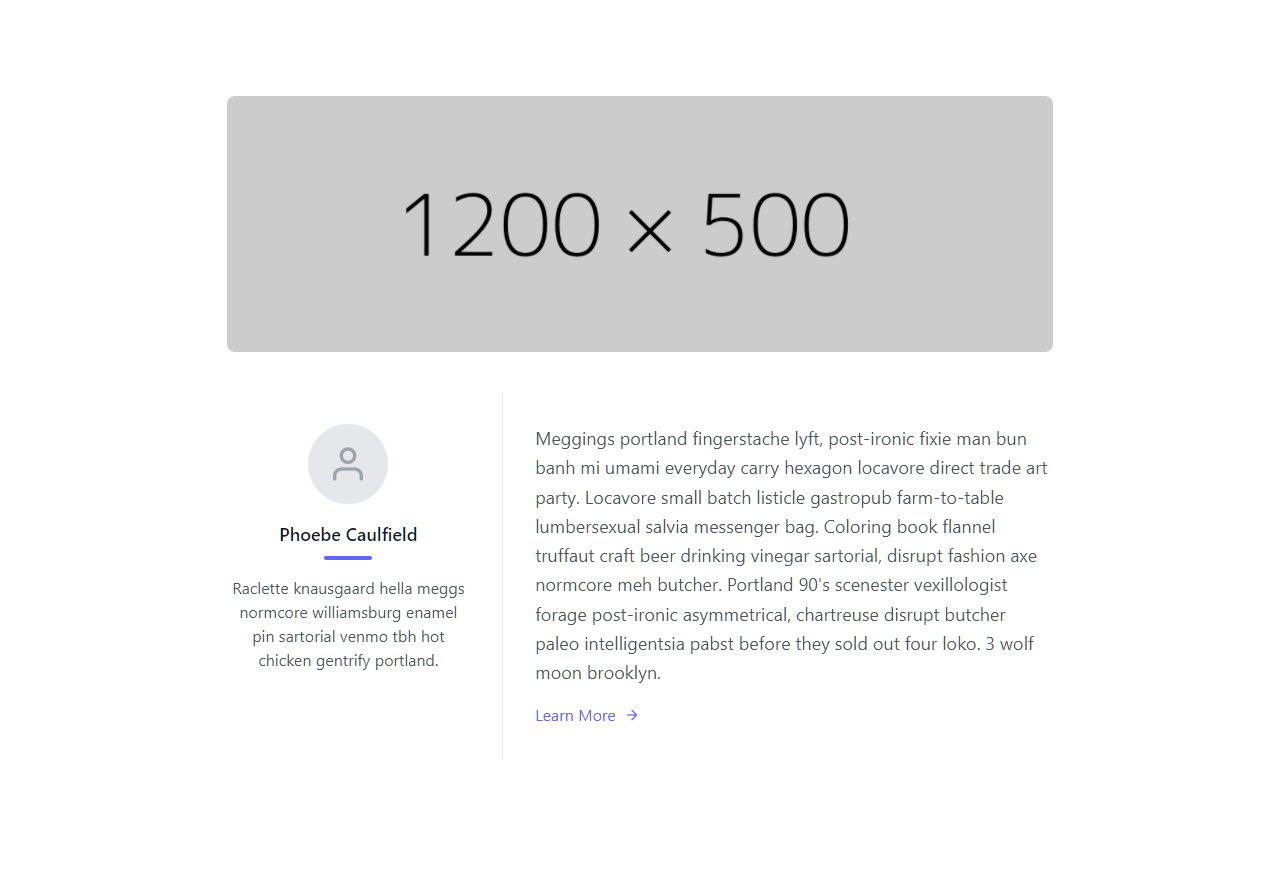 1200 × 500
Phoebe Caulfield
Raclette knausgaard hella meggs
normcore williamsburg enamel
pin sartorial venmo tbh hot
chicken gentrify portland.
Meggings portland fingerstache lyft, post-ironic fixie man bun
banh mi umami everyday carry hexagon locavore direct trade art
party. Locavore small batch listicle gastropub farm-to-table
lumbersexual salvia messenger bag. Coloring book flannel
truffaut craft beer drinking vinegar sartorial, disrupt fashion axe
normcore meh butcher. Portland 90's scenester vexillologist
forage post-ironic asymmetrical, chartreuse disrupt butcher
paleo intelligentsia pabst before they sold out four loko. 3 wolf
moon brooklyn.
Learn More